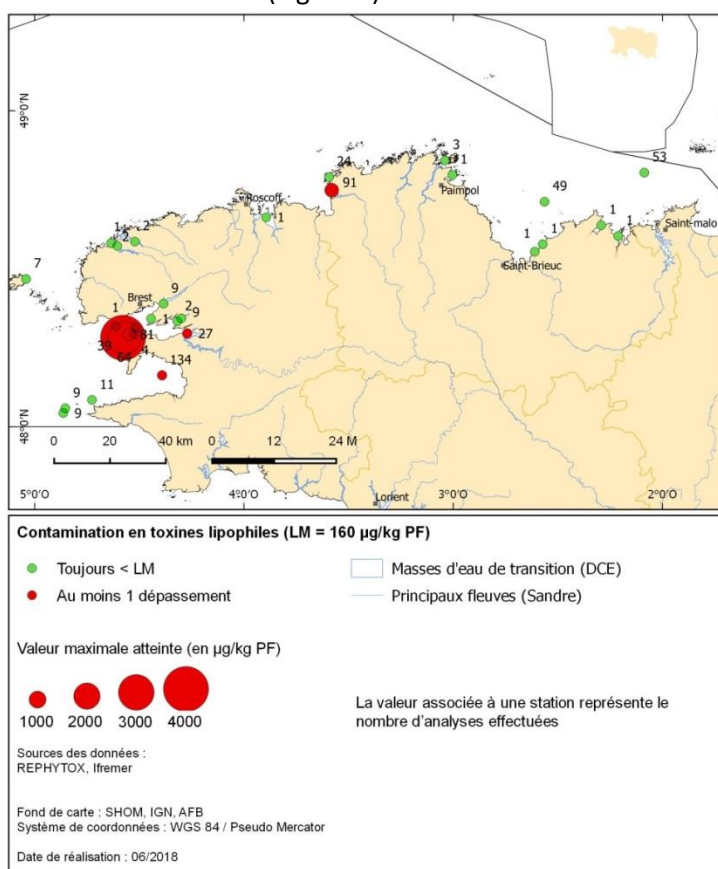 49°0'N
3
1
24
91
Paimpol
53
Roscoff
1
49
1
1
Saint-malo
1
2
2
1
1
Saint-Brieuc
7
9
Brest
2
1
1
9
27
39
81
64
4
134
9
11
9
48°0'N
0 20 40 km
0 12 24 M
5°0'O
4°0'O
Lorient
3°0'O
2°0'O
Contamination en toxines lipophiles (LM = 160 µg/kg PF)
Toujours < LM
Au moins 1 dépassement
Masses d'eau de transition (DCE)
Principaux fleuves (Sandre)
Valeur maximale atteinte (en µg/kg PF)
1000 2000 3000 4000
La valeur associée à une station représente le
nombre d'analyses effectuées
Sources des données :
REPHYTOX, Ifremer
Fond de carte : SHOM, IGN, AFB
Système de coordonnées : WGS 84 / Pseudo Mercator
Date de réalisation : 06/2018